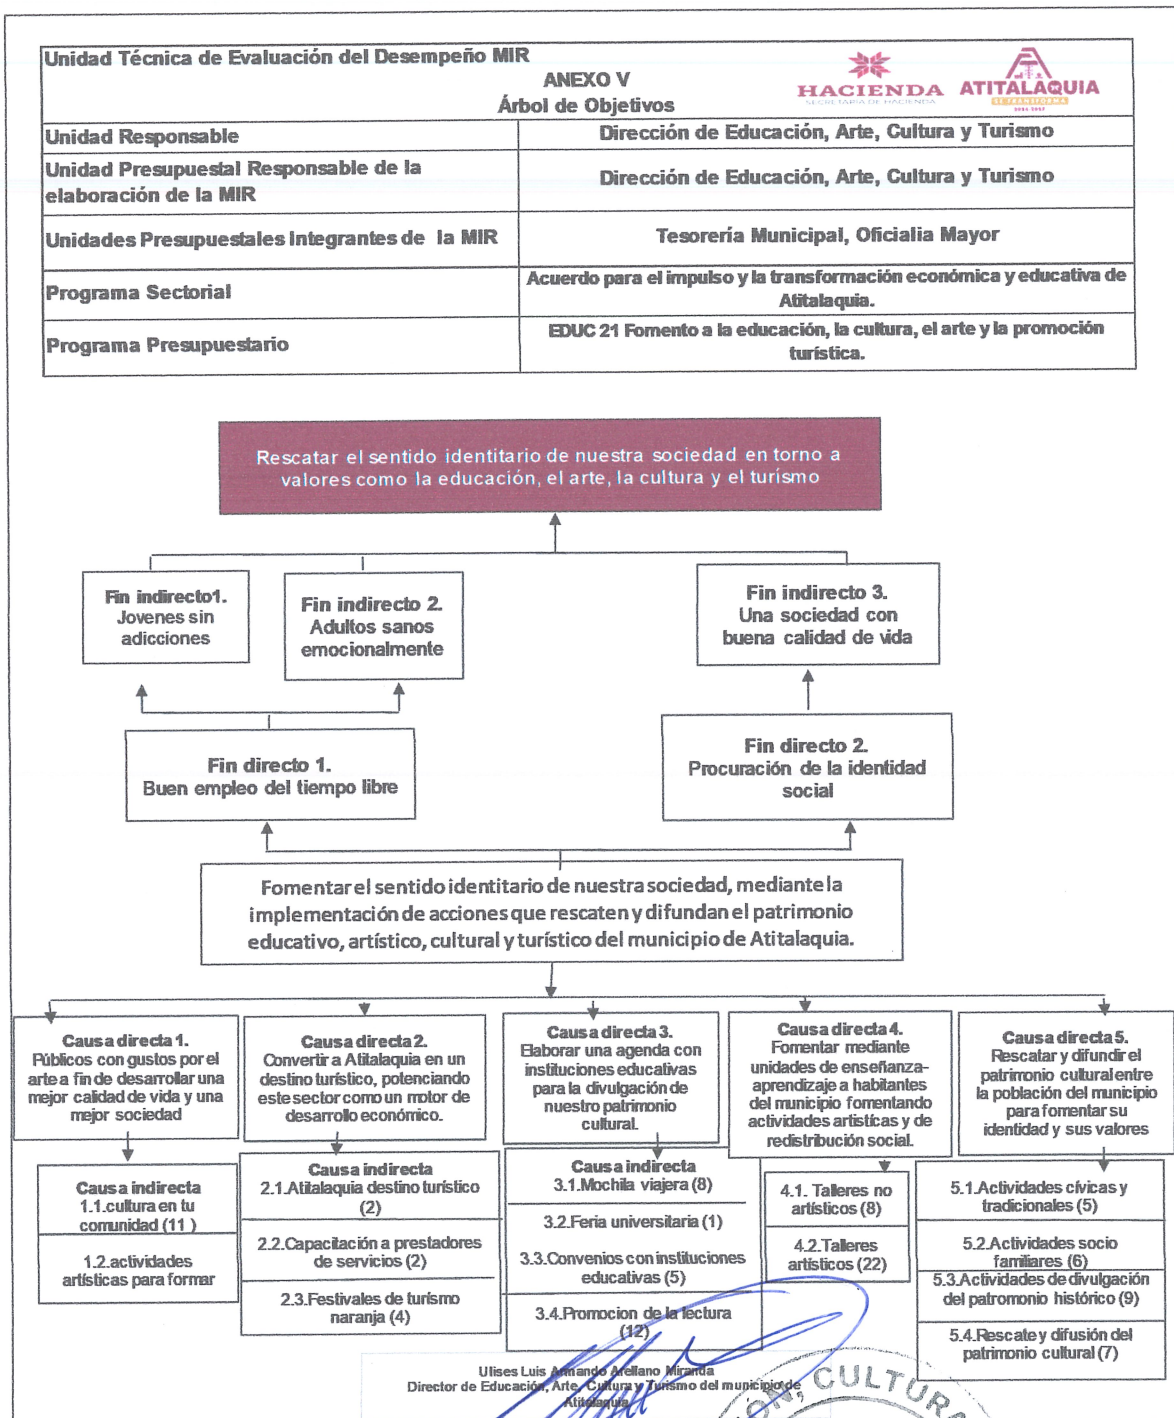 Unidad Técnica de Evaluación del Desempeño MIR
ANEXO V
Árbol de Objetivos
HACIENDA
SECRETARÍA DE HACIENDA
ATITALAQUIA
SE TRANSFORMA
Unidad Responsable
Dirección de Educación, Arte, Cultura y Turismo
Unidad Presupuestal Responsable de la
elaboración de la MIR
Dirección de Educación, Arte, Cultura y Turismo
Unidades Presupuestales Integrantes de la MIR
Tesorería Municipal, Oficialia Mayor
Programa Sectorial
Acuerdo para el impulso y la transformación económica y educativa de
Atitalaquia.
Programa Presupuestario
EDUC 21 Fomento a la educación, la cultura, el arte y la promoción
turística.
Rescatar el sentido identitario de nuestra sociedad en torno a
valores como la educación, el arte, la cultura y el turísmo
Fin indirecto1.
Jovenes sin
adicciones
Fin indirecto 2.
Adultos sanos
emocionalmente
Fin indirecto 3.
Una sociedad con
buena calidad de vida
Fin directo 1.
Buen empleo del tiempo libre
Fin directo 2.
Procuración de la identidad
social
Fomentar el sentido identitario de nuestra sociedad, mediante la
implementación de acciones que rescaten y difundan el patrimonio
educativo, artístico, cultural y turístico del municipio de Atitalaquia.
Causa directa 1.
Públicos con gustos por el
arte a fin de desarrollar una
mejor calidad de vida y una
mejor sociedad
Causa directa 2.
Convertir a Atitalaquia en un
destino turístico, potenciando
este sector como un motor de
desarrollo económico.
Causa directa 3.
Elaborar una agenda con
instituciones educativas
para la divulgación de
nuestro patrimonio
cultural.
Causa directa 4.
Fomentar mediante
unidades de enseñanza-
aprendizaje a habitantes
del municipio fomentando
actividades artísticas y de
redistribución social.
Causa directa 5.
Rescatar y difundir el
patrimonio cultural entre
la población del municipio
para fomentar su
identidad y sus valores
Causa indirecta
1.1.cultura en tu
comunidad (11 )
1.2.actividades
artísticas para formar
Causa indirecta
2.1.Atitalaquia destino turístico
(2)
2.2.Capacitación a prestadores
de servicios (2)
2.3.Festivales de turísmo
naranja (4)
Causa indirecta
3.1.Mochila viajera (8)
3.2.Feria universitaria (1)
3.3.Convenios con instituciones
educativas (5)
3.4.Promocion de la lectura
(12)
4.1. Talleres no
artísticos (8)
4.2.Talleres
artísticos (22)
5.1.Actividades cívicas y
tradicionales (5)
5.2.Actividades socio
familiares (6)
5.3.Actividades de divulgación
del patromonio histórico (9)
5.4.Rescate y difusión del
patrimonio cultural (7)
Ulises Luis Armando Arellano Miranda
Director de Educación, Arte, Cultura y Turismo del municipio de
Atitalaquia
CULTURA